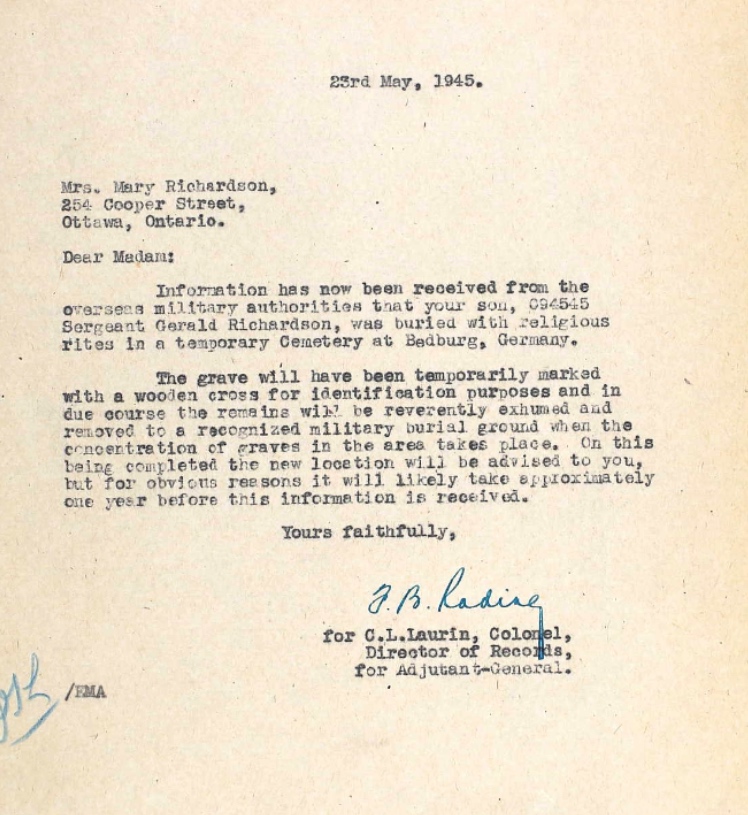 23rd May, 1945.
Mrs. Mary Richardson,
254 Cooper Street,
Ottawa, Ontario.
Dear Madam:
Information has now been received from the
overseas military authorities that your son, C94545
Sergeant Gerald Richardson, was buried with religious
rites in a temporary Cemetery at Bedburg, Germany.
The grave will have been temporarily marked
with a wooden cross for identification purposes and in
due course the remains will be reverently exhumed and
removed to a recognized military burial ground when the
concentration of graves in the area takes place. On this
being completed the new location will be advised to you,
but for obvious reasons it will likely take approximately
one year before this information is received.
Yours faithfully,
F.B.
for C.L.Laurin, Colonel,
Director of Records,
for Adjutant-General.
/EMA